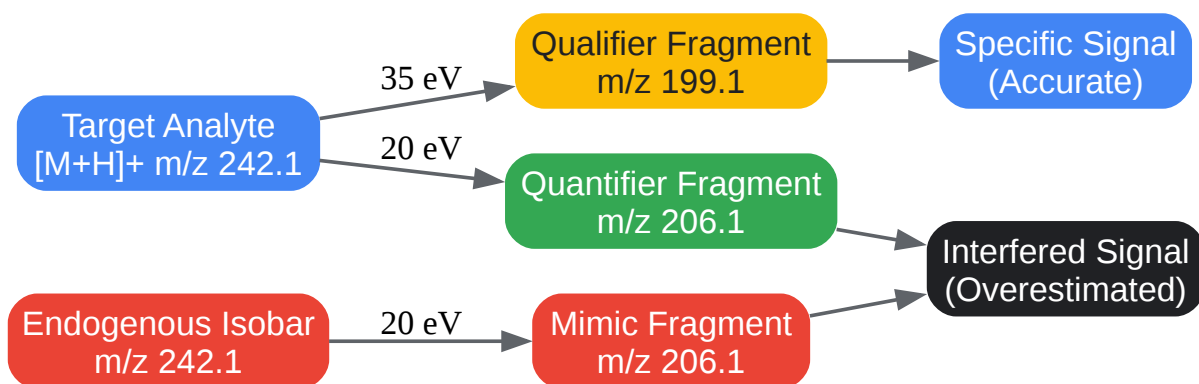 Qualifier Fragment
m/z 199.1
Specific Signal
(Accurate)
35 eV
Target Analyte
[M+H]+ m/z 242.1
20 eV
Quantifier Fragment
m/z 206.1
Interfered Signal
(Overestimated)
Endogenous Isobar
m/z 242.1
20 eV
Mimic Fragment
m/z 206.1